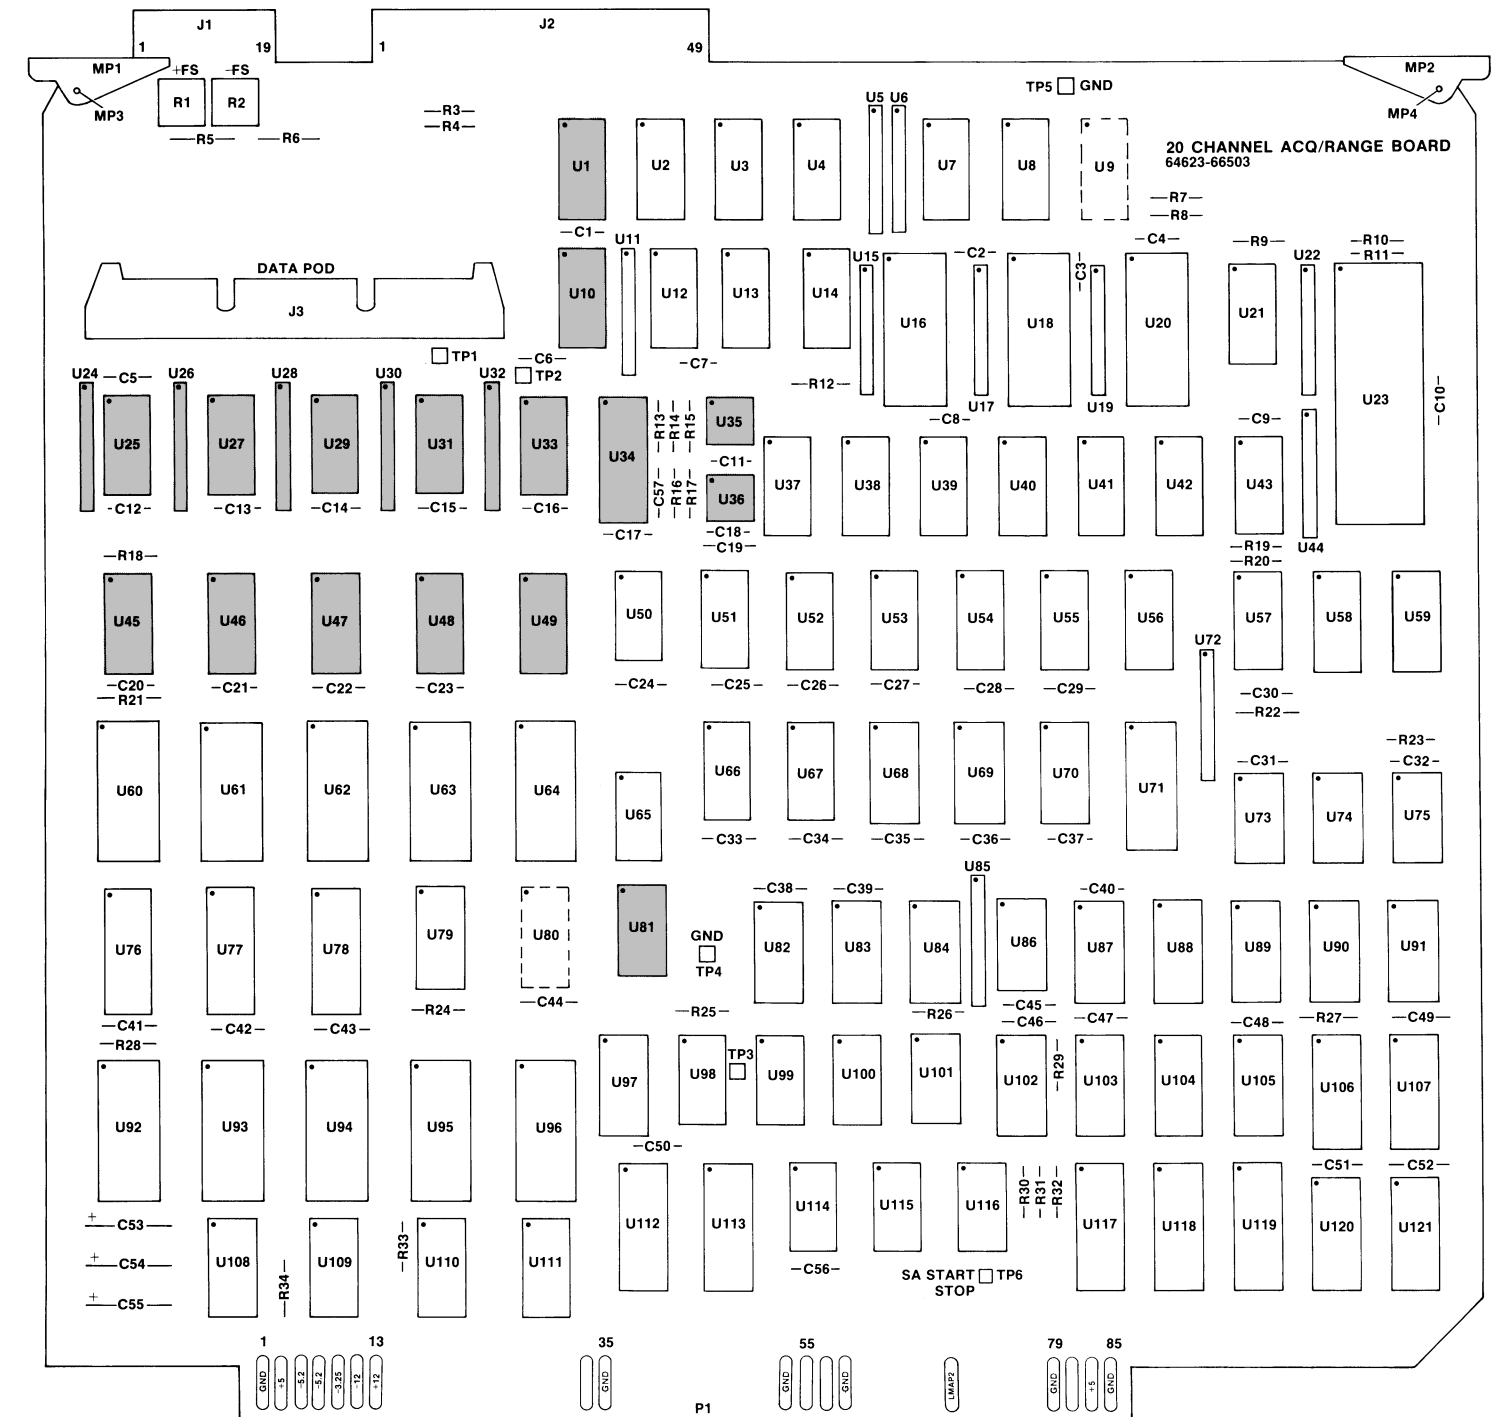 J1 J2
1 19 1 49
MP1 +FS -FS MP2
R1 R2
MP3 MP4
R5 R6
R3
R4
TP5 GND
U5 U6
20 CHANNEL ACQ/RANGE BOARD
64623-66503
U1 U2 U3 U4 U7 U8 U9
R7
R8
C1 U11 U15 C2 C3 C4 R9 U22 R10
R11
DATA POD
J3
U10 U12 U13 U14 U16 U18 U20 U21 U23
TP1 C6 TP2 C7 R12 U17 U19 C8 C9 C10
U24 C5 U26 U28 U30 U32
U25 U27 U29 U31 U33 U34 R13 R14 R15 U35
C11
C57 R16 R17 U36
U37 U38 U39 U40 U41 U42 U43
C12 C13 C14 C15 C16 C17 C18
C19
R18 R19 U44
R20
U45 U46 U47 U48 U49 U50 U51 U52 U53 U54 U55 U56 U57 U58 U59
U72
C20 C21 C22 C23 C24 C25 C26 C27 C28 C29 C30
R21 R22
R23
C31 C32
U60 U61 U62 U63 U64 U65 U66 U67 U68 U69 U70 U71 U73 U74 U75
C33 C34 C35 C36 C37
U85
C38 C39 C40
U76 U77 U78 U79 U80 U81 GND
TP4
U82 U83 U84 U86 U87 U88 U89 U90 U91
C44 R24 R25 R26 C45
C46 C47 C48 R27 C49
C41 C42 C43
R28
TP3 R29
U92 U93 U94 U95 U96 U97 U98 U99 U100 U101 U102 U103 U104 U105 U106 U107
C50 C51 C52
R30 R31 R32
C53
+
C54
+
C55
+
U108 R34 U109 R33 U110 U111 U112 U113 U114 U115 U116 U117 U118 U119 U120 U121
C56
SA START TP6
STOP
1 13 35 55 79 85
GND +5 -5.2 -5.2 -3.25 -12 +12 GND GND GND LMAP2 GND +5 GND
P1